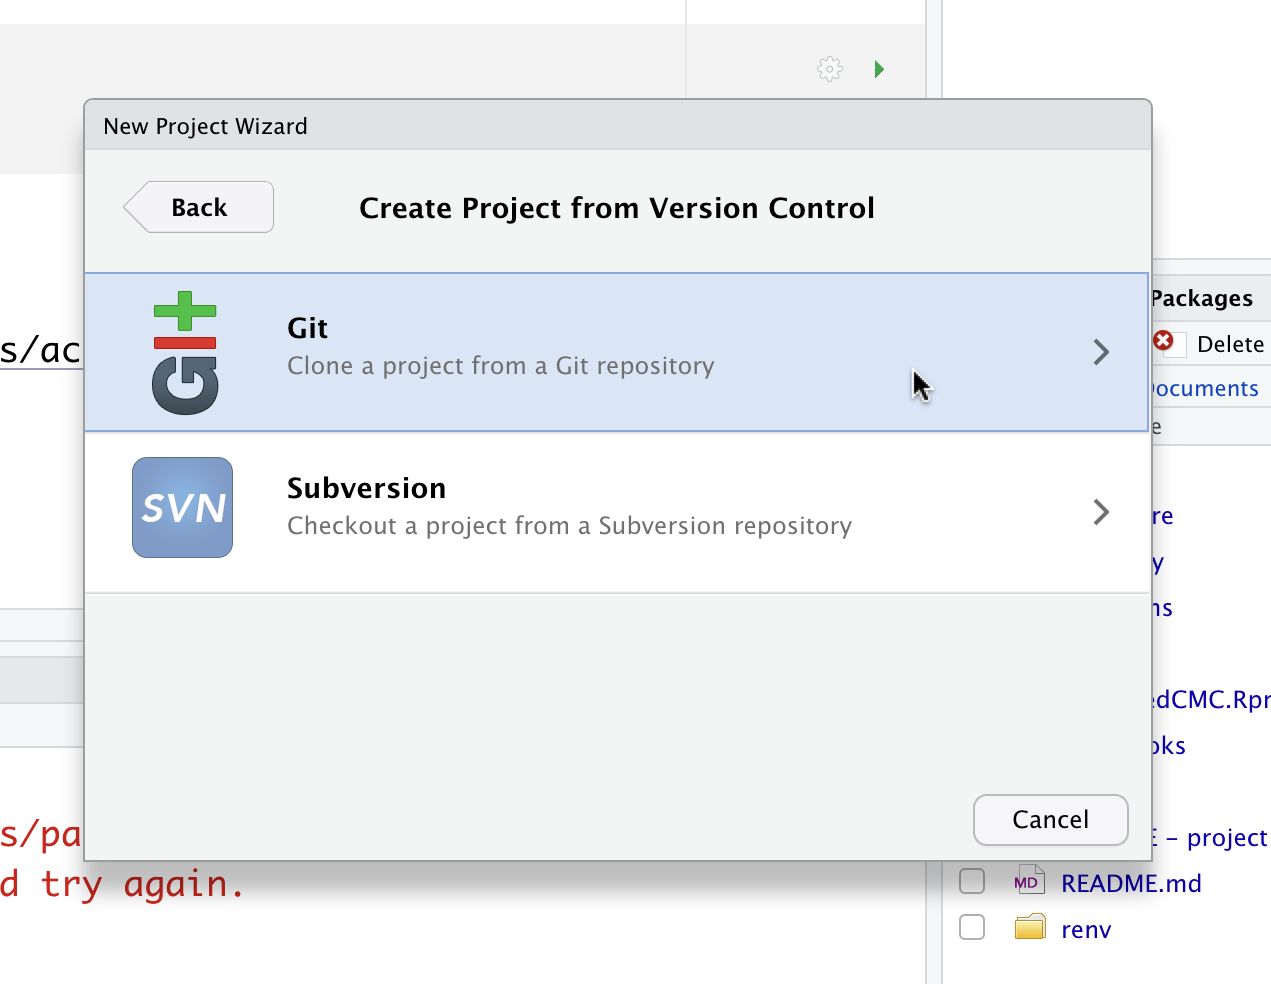 New Project Wizard
Back
Create Project from Version Control
Git
Git
Clone a project from a Git repository
SVN
Subversion
Checkout a project from a Subversion repository
Cancel
s/ac
s/pa
d try again.
Packages
Delete
ocuments
e
re
y
ns
edCMC.Rpr
oks
E - project
MD
README.md
renv